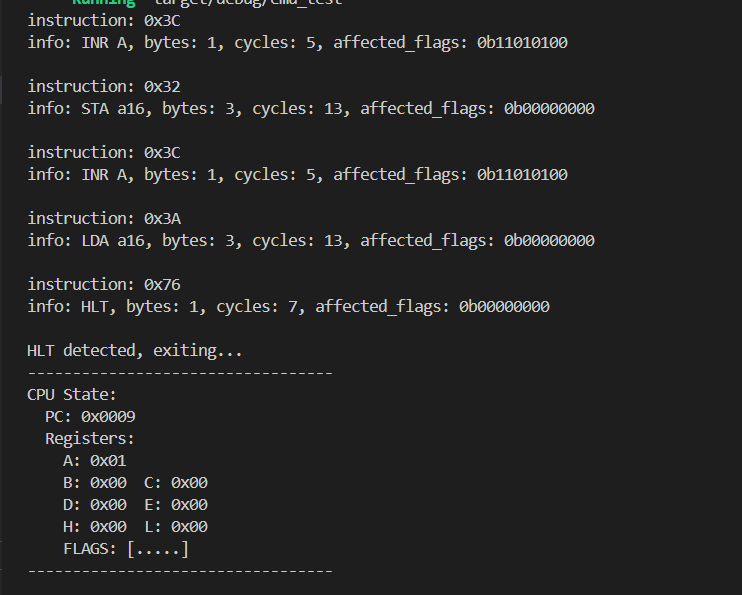 Running `target/debug/cmd_test`
instruction: 0x3C
info: INR A, bytes: 1, cycles: 5, affected_flags: 0b11010100
instruction: 0x32
info: STA a16, bytes: 3, cycles: 13, affected_flags: 0b00000000
instruction: 0x3C
info: INR A, bytes: 1, cycles: 5, affected_flags: 0b11010100
instruction: 0x3A
info: LDA a16, bytes: 3, cycles: 13, affected_flags: 0b00000000
instruction: 0x76
info: HLT, bytes: 1, cycles: 7, affected_flags: 0b00000000
HLT detected, exiting...
----------------------------------
CPU State:
PC: 0x0009
Registers:
A: 0x01
B: 0x00 C: 0x00
D: 0x00 E: 0x00
H: 0x00 L: 0x00
FLAGS: [.....]
----------------------------------